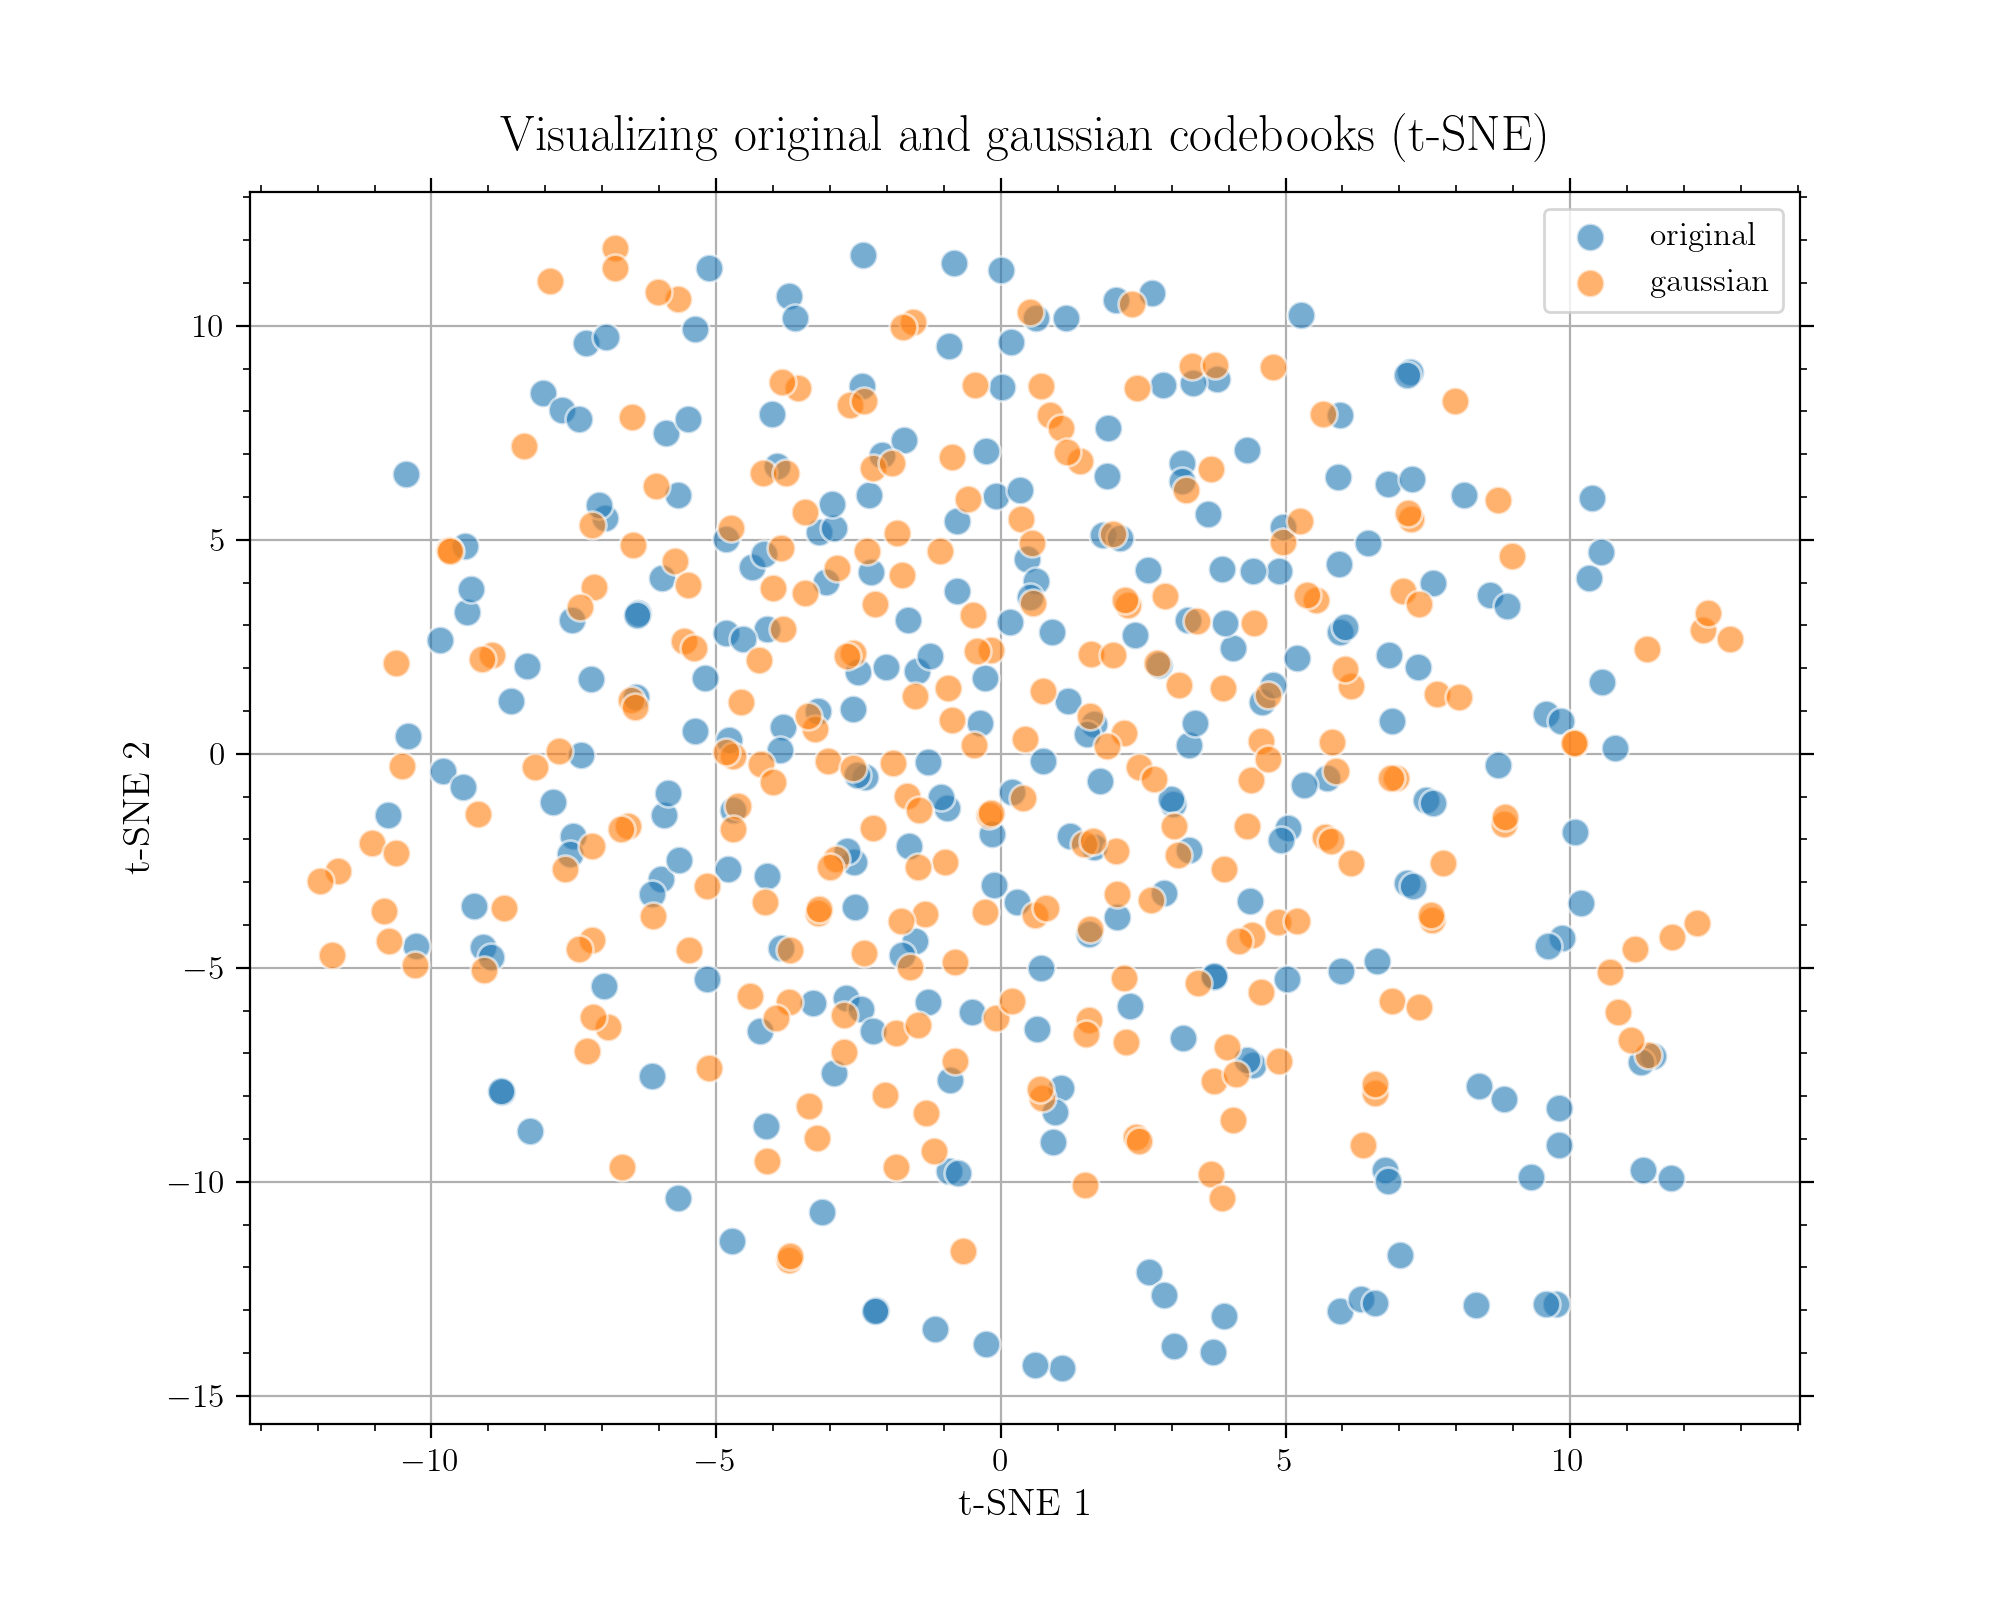 Visualizing original and gaussian codebooks (t-SNE)
original
gaussian
10
5
0
−5
−10
−15
t-SNE 2
−10
−5
0
5
10
t-SNE 1